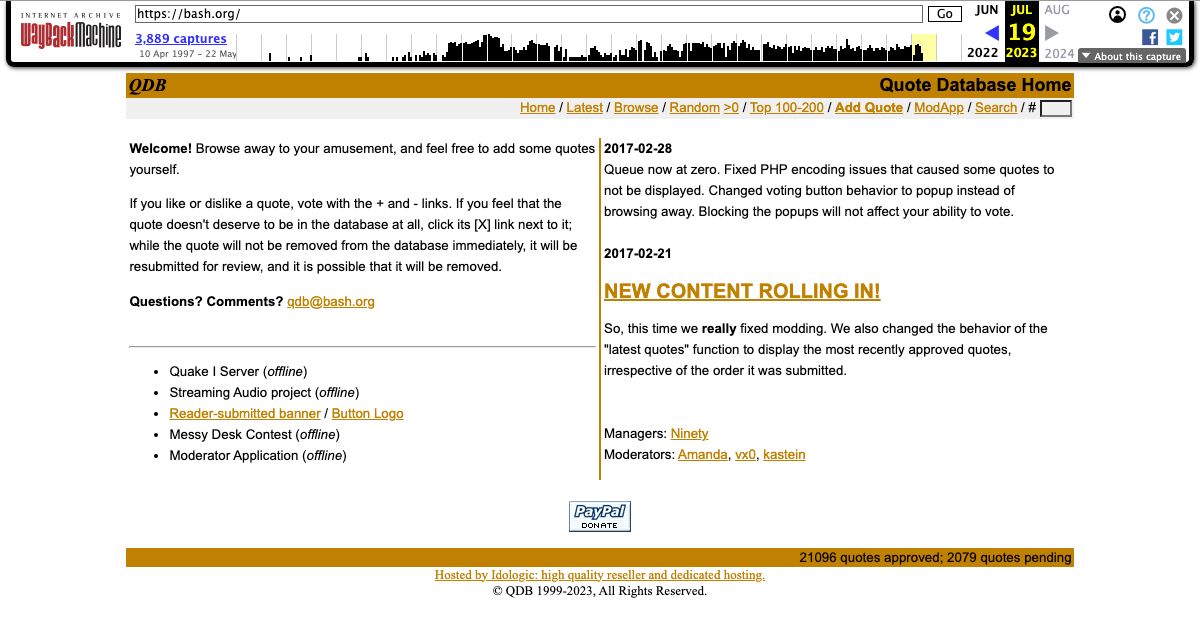 INTERNET ARCHIVE
WayBackMachine
https://bash.org/
Go
3,889 captures
10 Apr 1997 – 22 May
JUN
JUL
AUG
19
2022
2023
2024
About this capture
QDB
Quote Database Home
Home / Latest / Browse / Random >0 / Top 100-200 / Add Quote / ModApp / Search / #
Welcome! Browse away to your amusement, and feel free to add some quotes
yourself.
If you like or dislike a quote, vote with the + and - links. If you feel that the
quote doesn't deserve to be in the database at all, click its [X] link next to it;
while the quote will not be removed from the database immediately, it will be
resubmitted for review, and it is possible that it will be removed.
Questions? Comments? qdb@bash.org
Quake I Server (offline)
Streaming Audio project (offline)
Reader-submitted banner / Button Logo
Messy Desk Contest (offline)
Moderator Application (offline)
2017-02-28
Queue now at zero. Fixed PHP encoding issues that caused some quotes to
not be displayed. Changed voting button behavior to popup instead of
browsing away. Blocking the popups will not affect your ability to vote.
2017-02-21
NEW CONTENT ROLLING IN!
So, this time we really fixed modding. We also changed the behavior of the
"latest quotes" function to display the most recently approved quotes,
irrespective of the order it was submitted.
Managers: Ninety
Moderators: Amanda, vx0, kastein
PayPal
DONATE
21096 quotes approved; 2079 quotes pending
Hosted by Idologic: high quality reseller and dedicated hosting.
© QDB 1999-2023, All Rights Reserved.